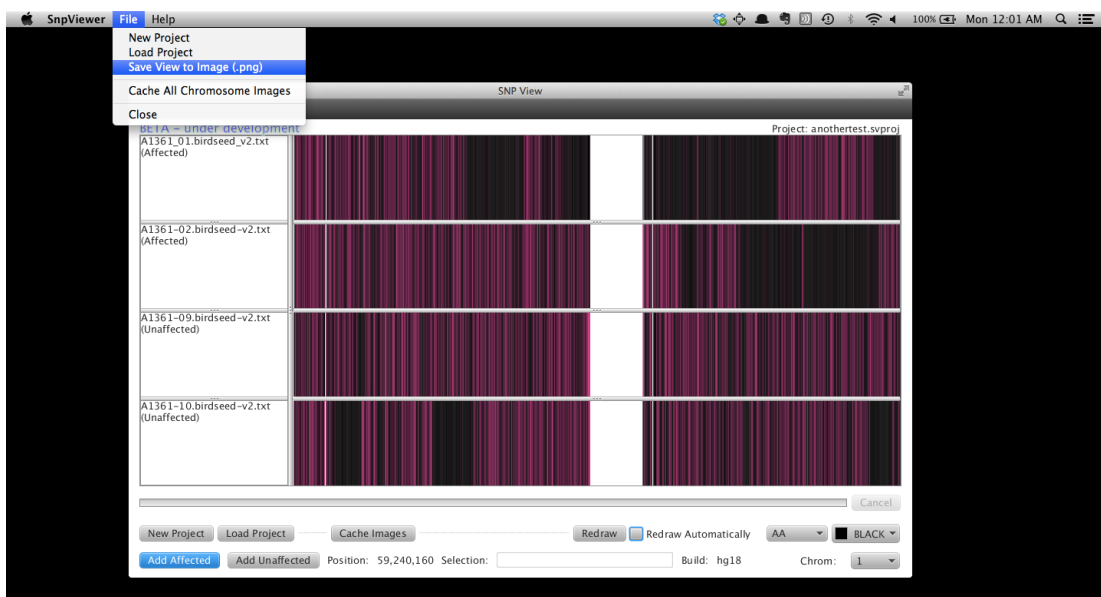 SnpViewer File Help 100% Mon 12:01 AM
New Project
Load Project
Save View to Image (.png)
Cache All Chromosome Images
Close
SNP View
BETA – under development Project: anothertest.svproj
A1361_01.birdseed_v2.txt
(Affected)
A1361-02.birdseed-v2.txt
(Affected)
A1361-09.birdseed-v2.txt
(Unaffected)
A1361-10.birdseed-v2.txt
(Unaffected)
Cancel
New Project Load Project Cache Images Redraw Redraw Automatically AA BLACK
Add Affected Add Unaffected Position: 59,240,160 Selection: Build: hg18 Chrom: 1